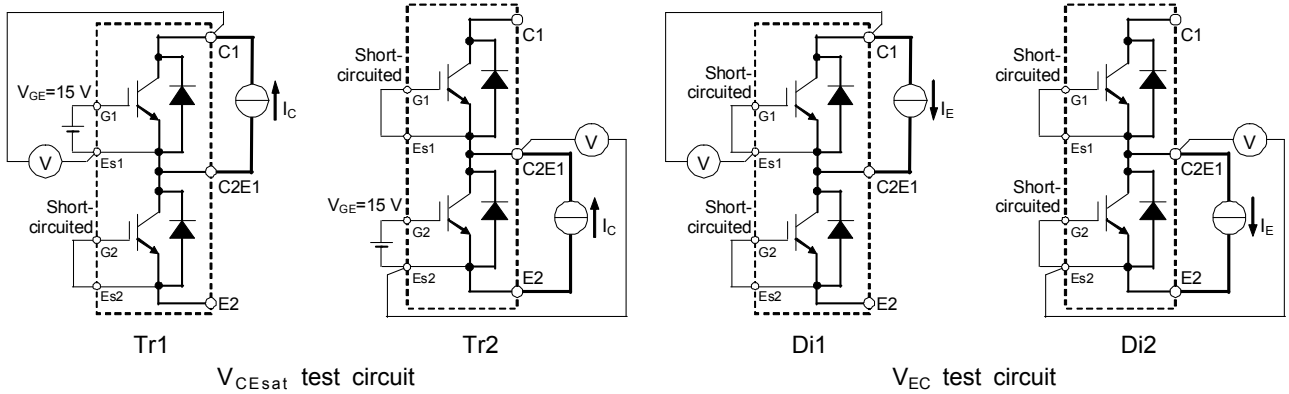 C1
Short-
circuited
V_GE=15 V
G1
I_C
V
Es1
C2E1
Short-
circuited
G2
Es2
E2
Tr1
C1
Short-
circuited
G1
Es1
V
C2E1
V_GE=15 V
G2
I_C
Es2
E2
Tr2
V_CEsat test circuit
C1
Short-
circuited
G1
I_E
V
Es1
C2E1
Short-
circuited
G2
Es2
E2
Di1
C1
Short-
circuited
G1
Es1
V
C2E1
Short-
circuited
G2
I_E
Es2
E2
Di2
V_EC test circuit